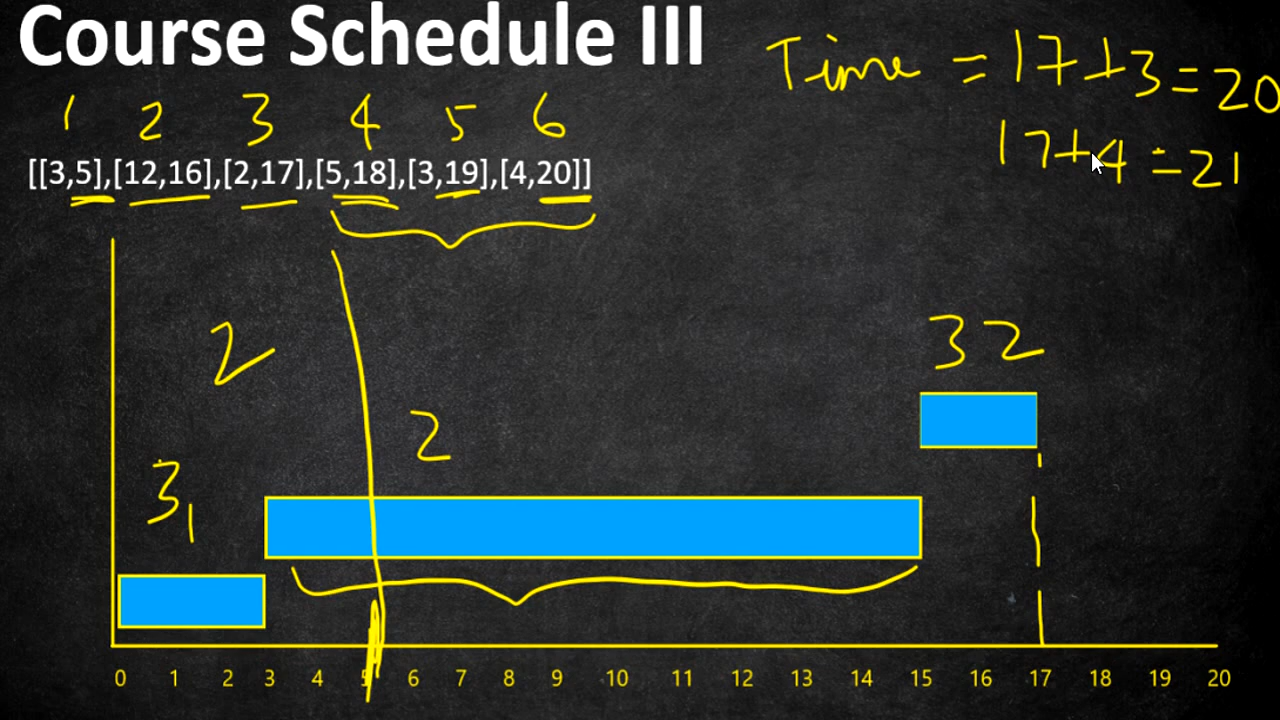 Course Schedule III
Time = 17+3=20
17+4=21
1 2 3 4 5 6
[[3,5],[12,16],[2,17],[5,18],[3,19],[4,20]]
3 2
2
2
3 1
0 1 2 3 4 5 6 7 8 9 10 11 12 13 14 15 16 17 18 19 20